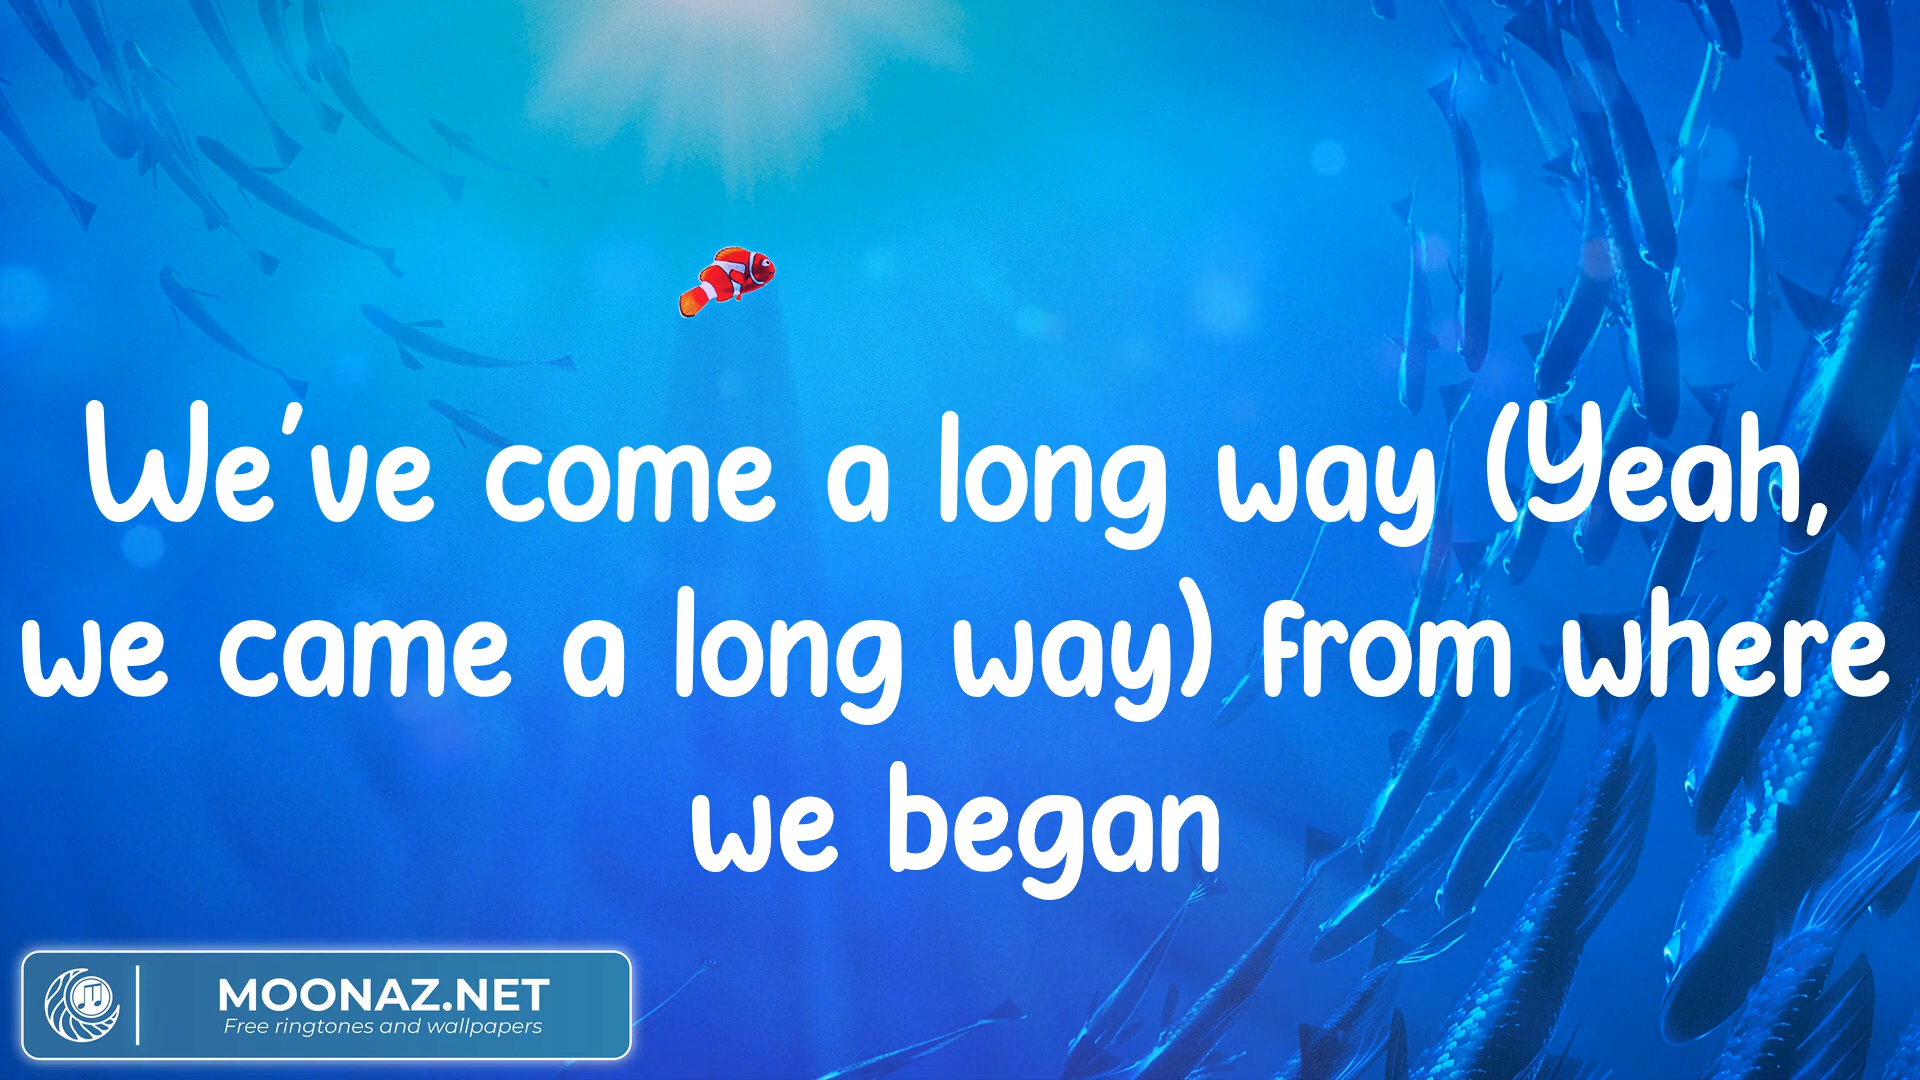 We've come a long way (Yeah,
we came a long way) from where
we began
MOONAZ.NET
Free ringtones and wallpapers